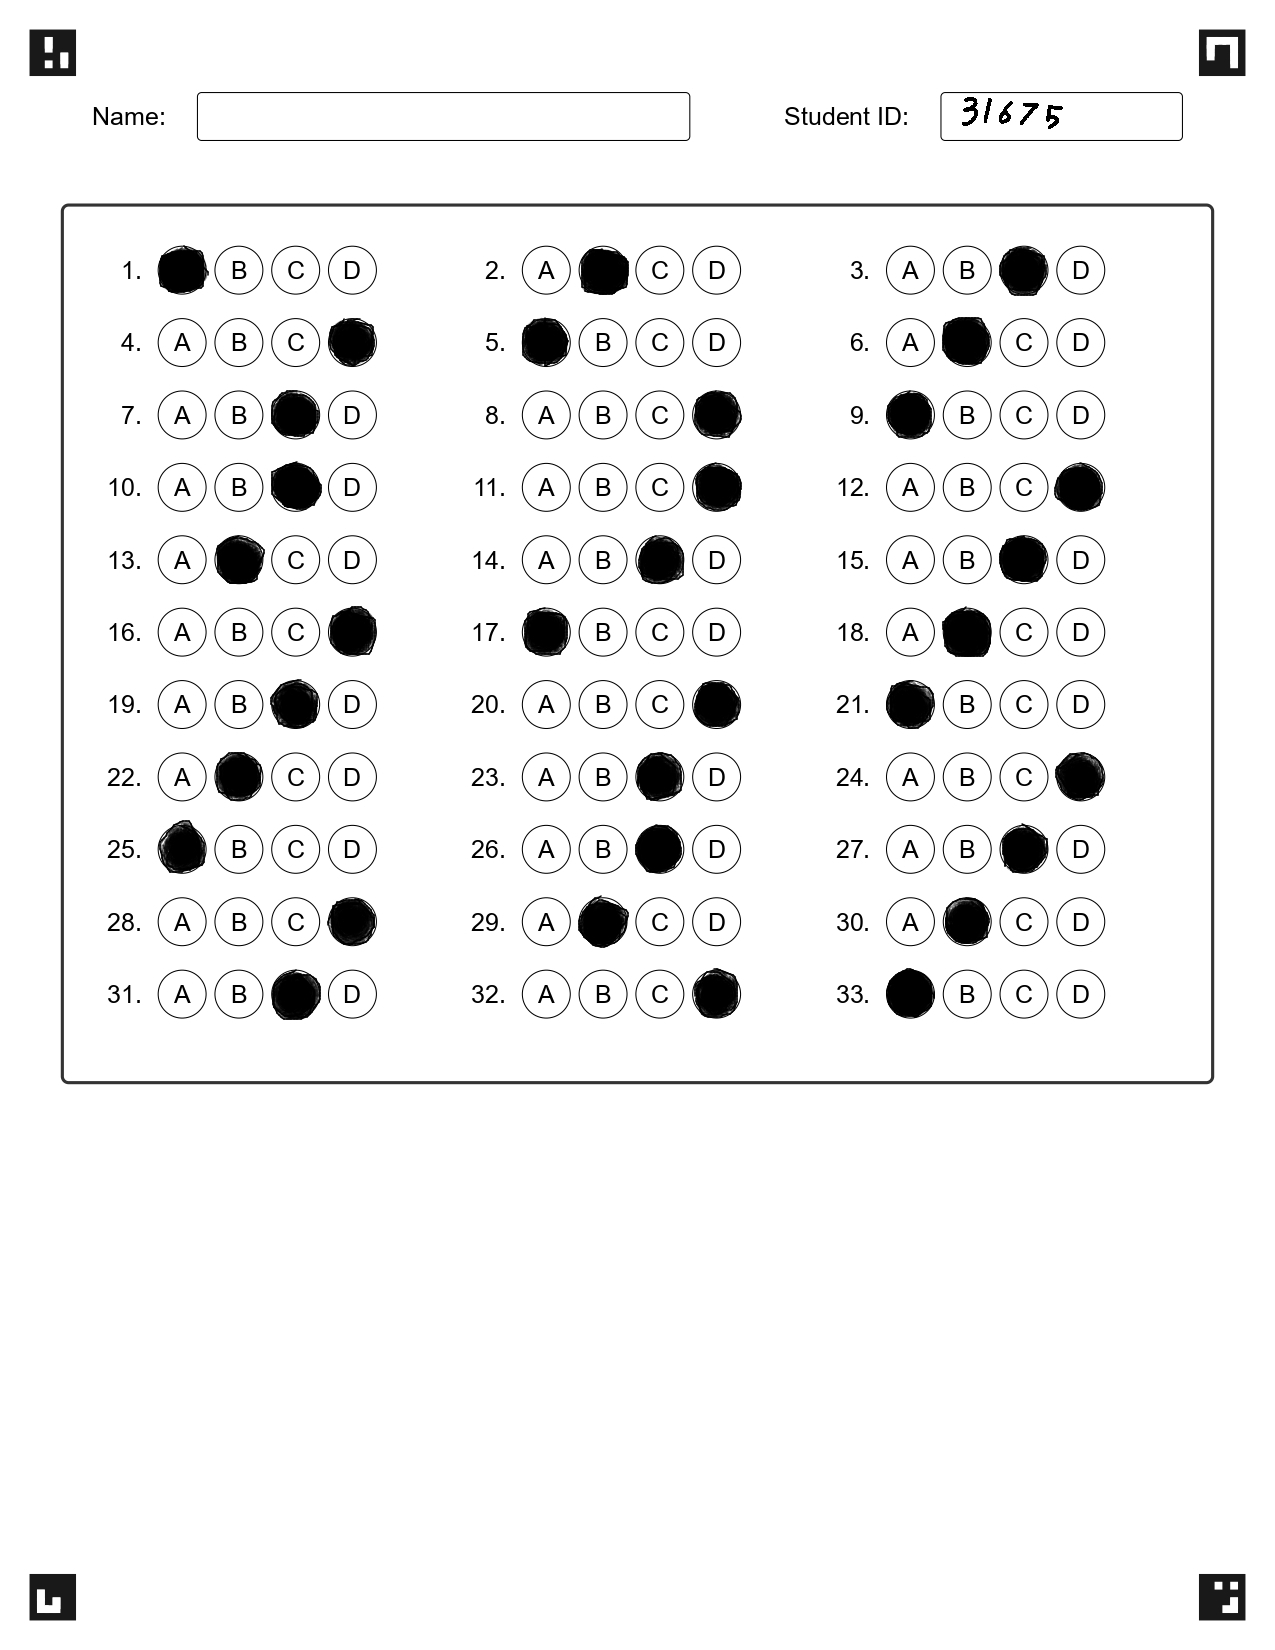 Name: Student ID: 31675
1. B C D 2. A C D 3. A B D
4. A B C 5. B C D 6. A C D
7. A B D 8. A B C 9. B C D
10. A B D 11. A B C 12. A B C
13. A C D 14. A B D 15. A B D
16. A B C 17. B C D 18. A C D
19. A B D 20. A B C 21. B C D
22. A C D 23. A B D 24. A B C
25. B C D 26. A B D 27. A B D
28. A B C 29. A C D 30. A C D
31. A B D 32. A B C 33. B C D